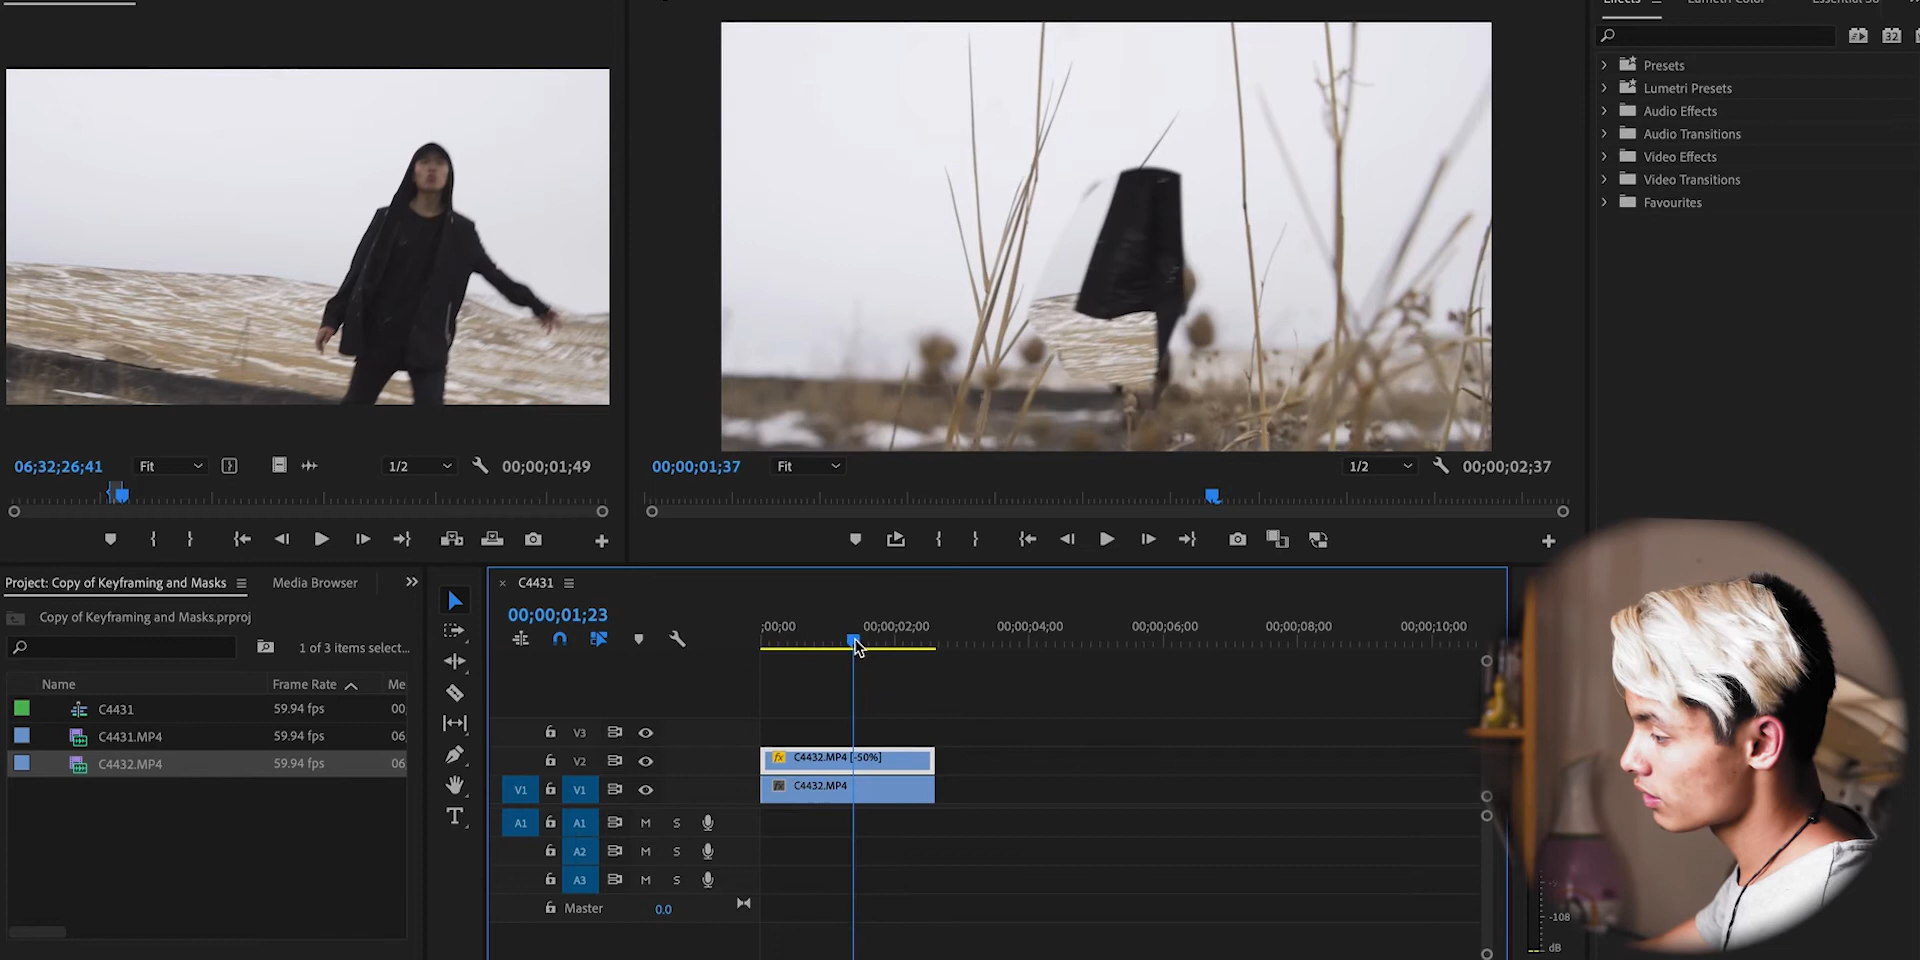 Effects
Lumetri Color
32
Presets
Lumetri Presets
Audio Effects
Audio Transitions
Video Effects
Video Transitions
Favourites
06;32;26;41 Fit 1/2 00;00;01;49
00;00;01;37 Fit 1/2 00;00;02;37
Project: Copy of Keyframing and Masks Media Browser
Copy of Keyframing and Masks.prproj
1 of 3 items select...
Name Frame Rate Me
C4431 59.94 fps 00
C4431.MP4 59.94 fps 06
C4432.MP4 59.94 fps 06
× C4431
00;00;01;23
;00;00 00;00;02;00 00;00;04;00 00;00;06;00 00;00;08;00 00;00;10;00
V3
V2 fx C4432.MP4 [-50%]
V1 V1 fx C4432.MP4
A1 A1 M S
A2 M S
A3 M S
Master 0.0
T
-108
dB